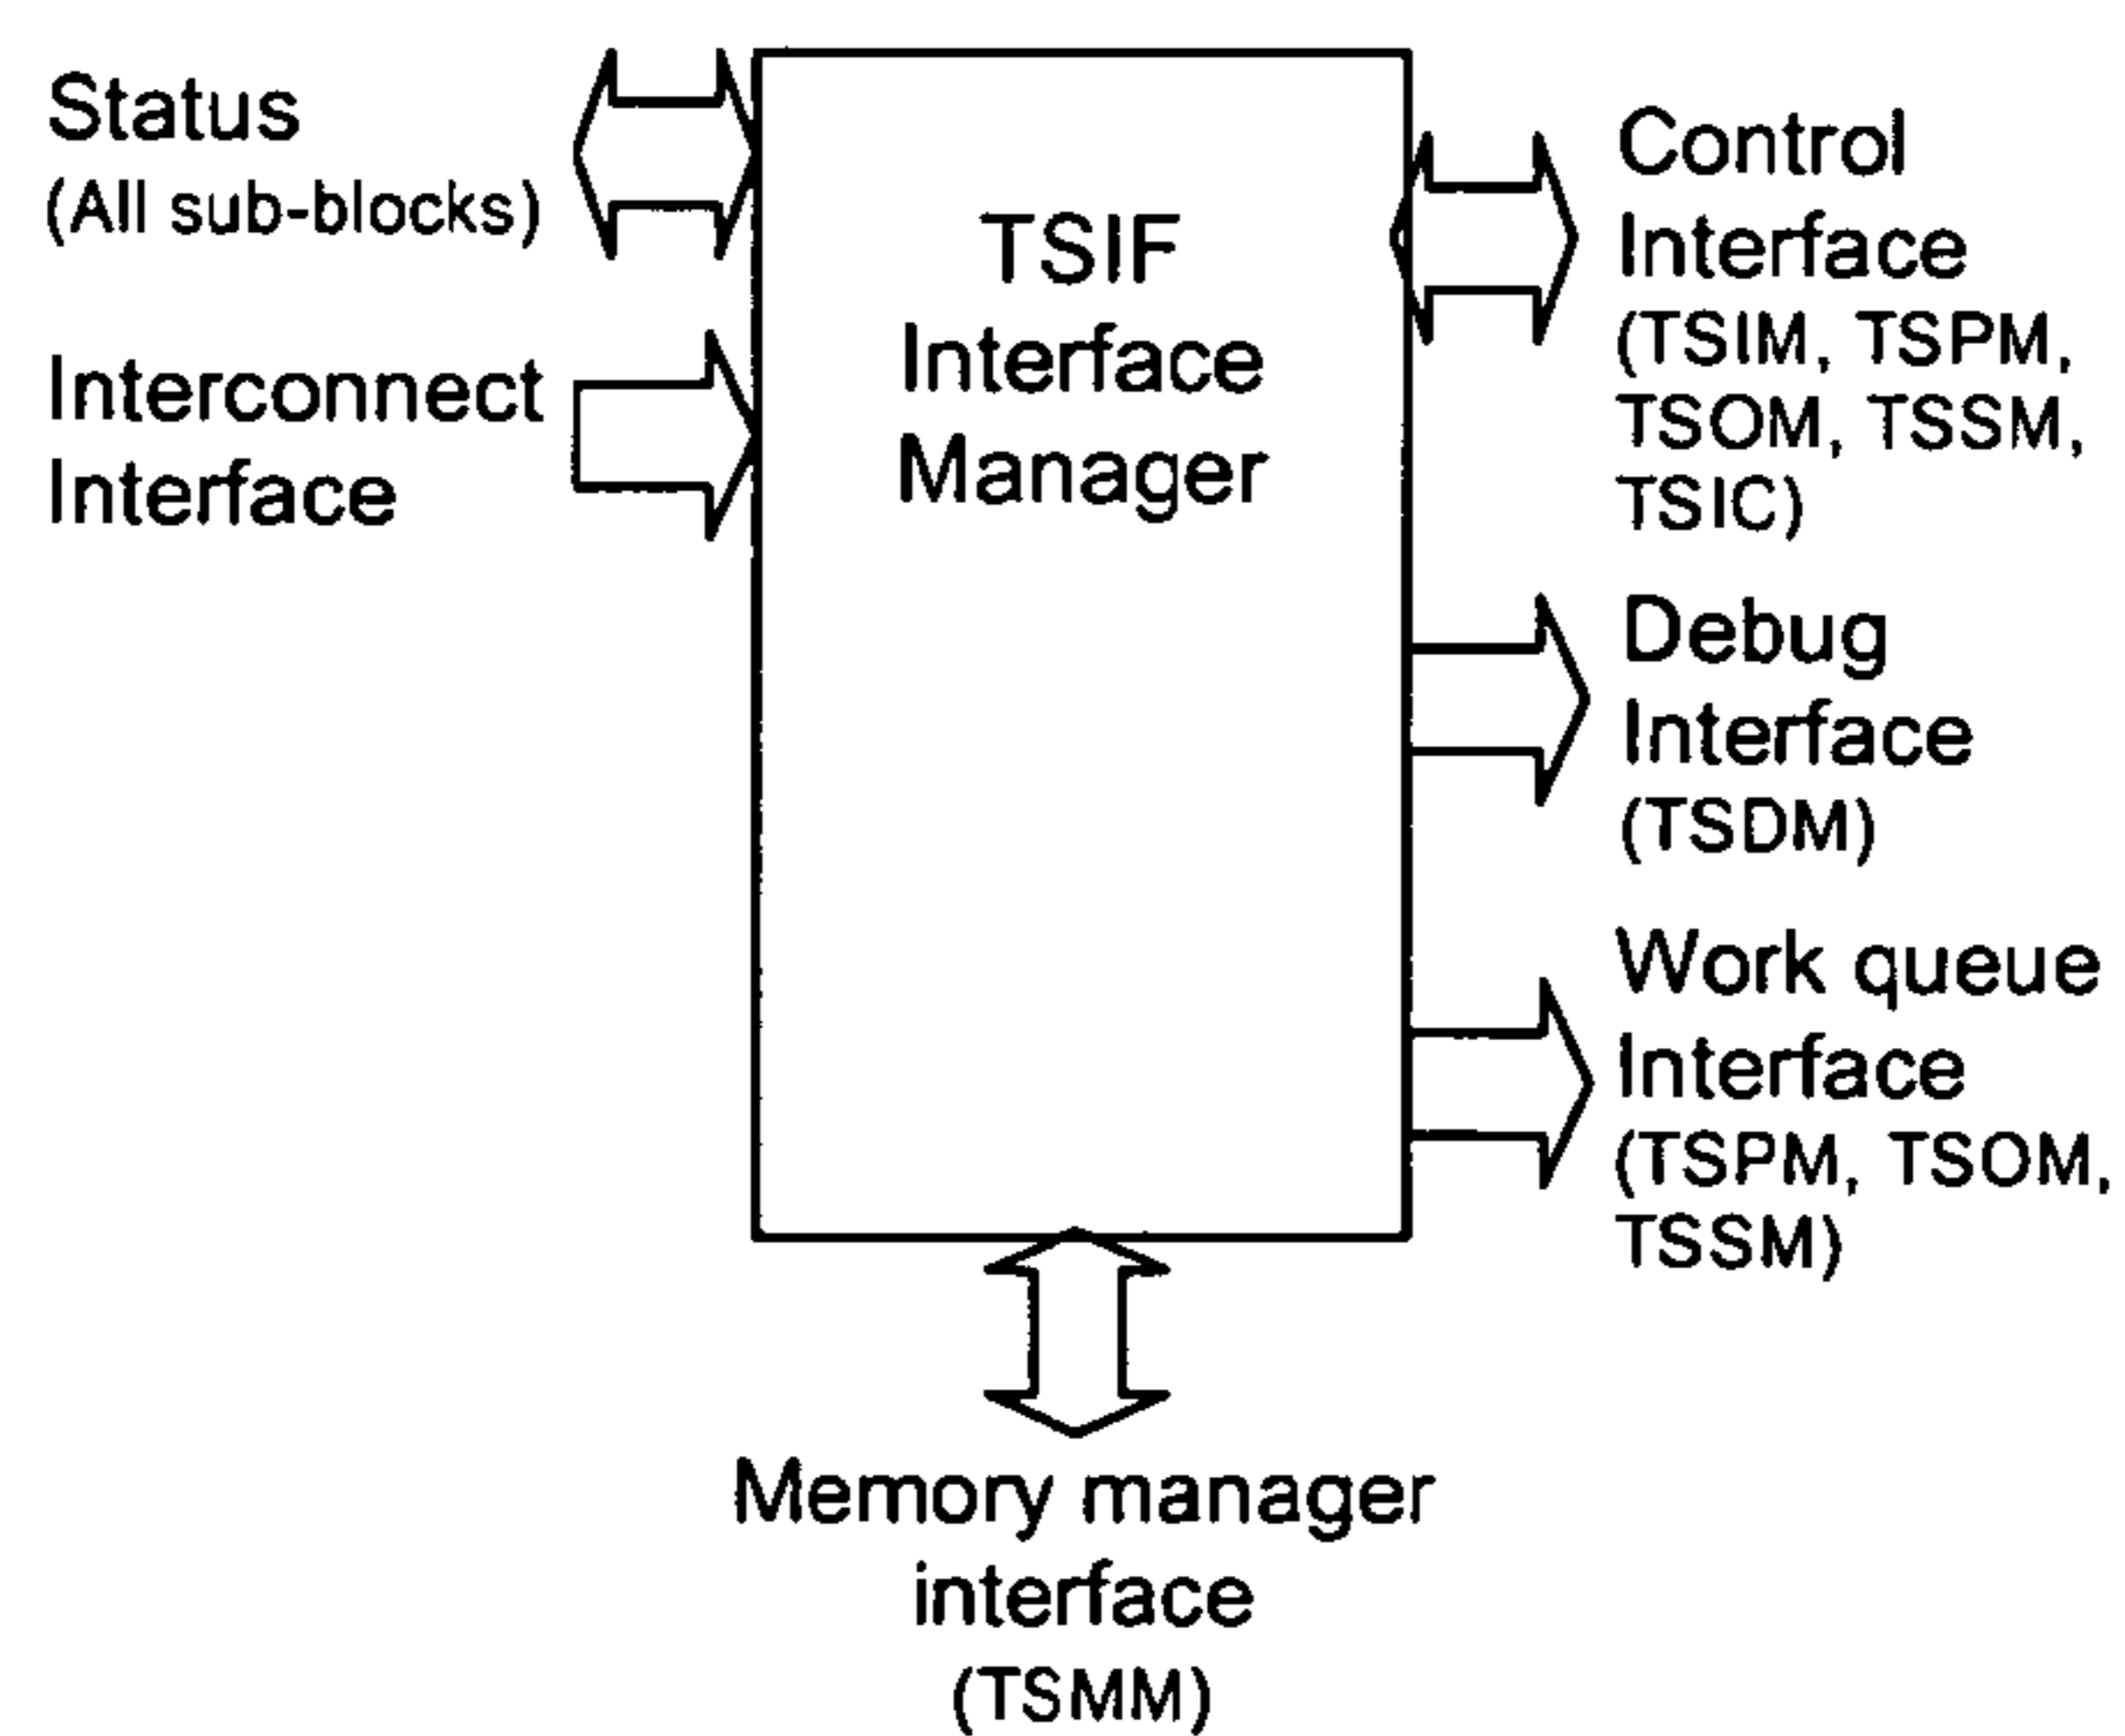 Status
(All sub-blocks)
Interconnect
Interface
TSIF
Interface
Manager
Control
Interface
(TSIM, TSPM,
TSOM, TSSM,
TSIC)
Debug
Interface
(TSDM)
Work queue
Interface
(TSPM, TSOM,
TSSM)
Memory manager
interface
(TSMM)